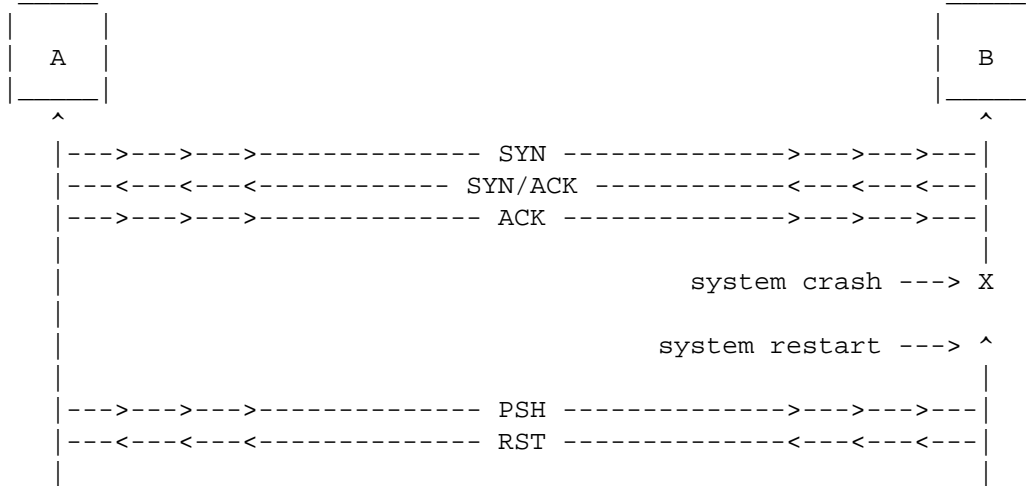 A B
SYN
SYN/ACK
ACK
system crash ---> X
system restart ---> ^
PSH
RST